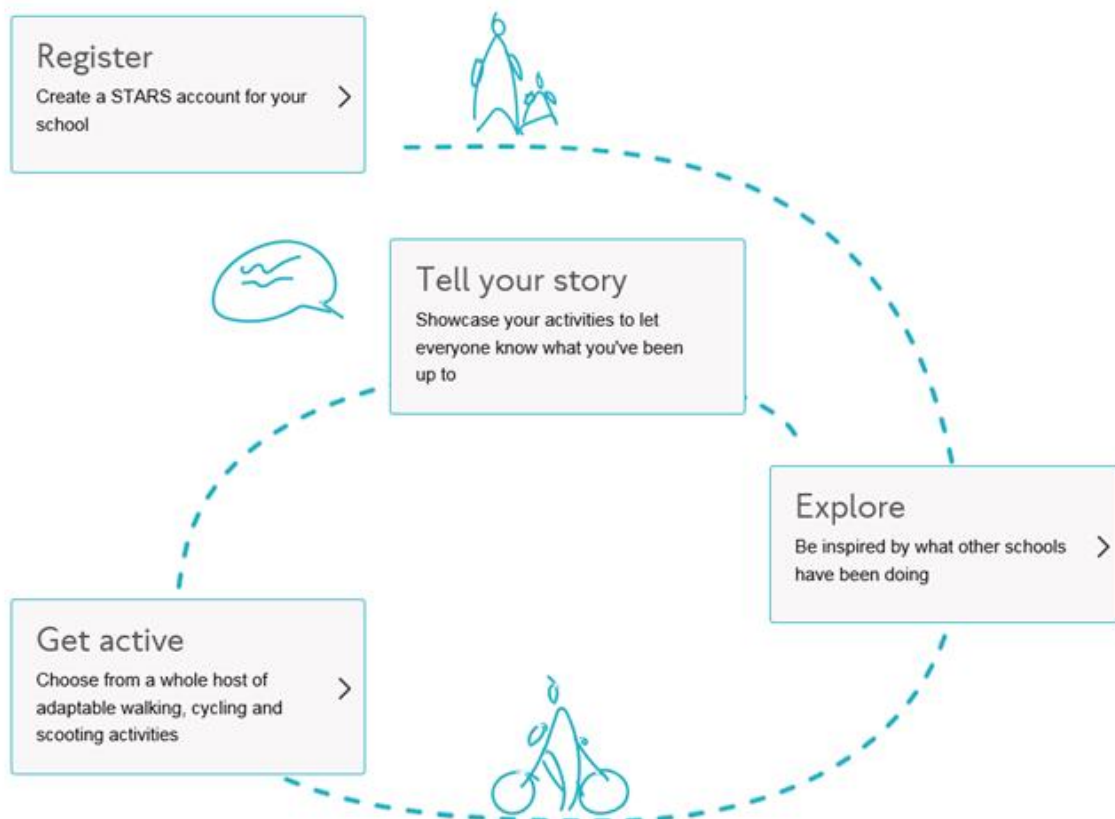 Register
Create a STARS account for your
school
Tell your story
Showcase your activities to let
everyone know what you've been
up to
Explore
Be inspired by what other schools
have been doing
Get active
Choose from a whole host of
adaptable walking, cycling and
scooting activities